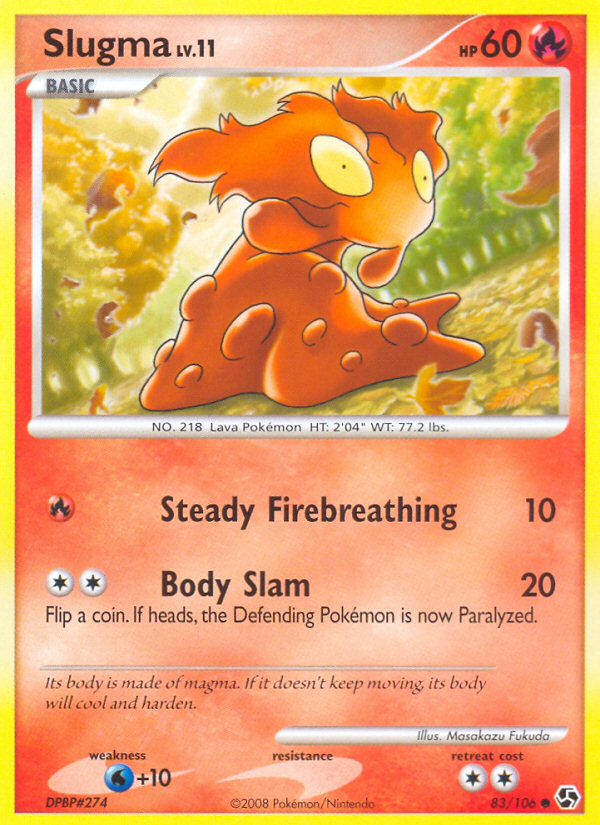 Slugma LV.11
HP 60
BASIC
NO. 218 Lava Pokémon HT: 2'04" WT: 77.2 lbs.
Steady Firebreathing 10
Body Slam 20
Flip a coin. If heads, the Defending Pokémon is now Paralyzed.
Its body is made of magma. If it doesn't keep moving, its body
will cool and harden.
Illus. Masakazu Fukuda
weakness resistance retreat cost
+10
DPBP#274 ©2008 Pokémon/Nintendo 83/106